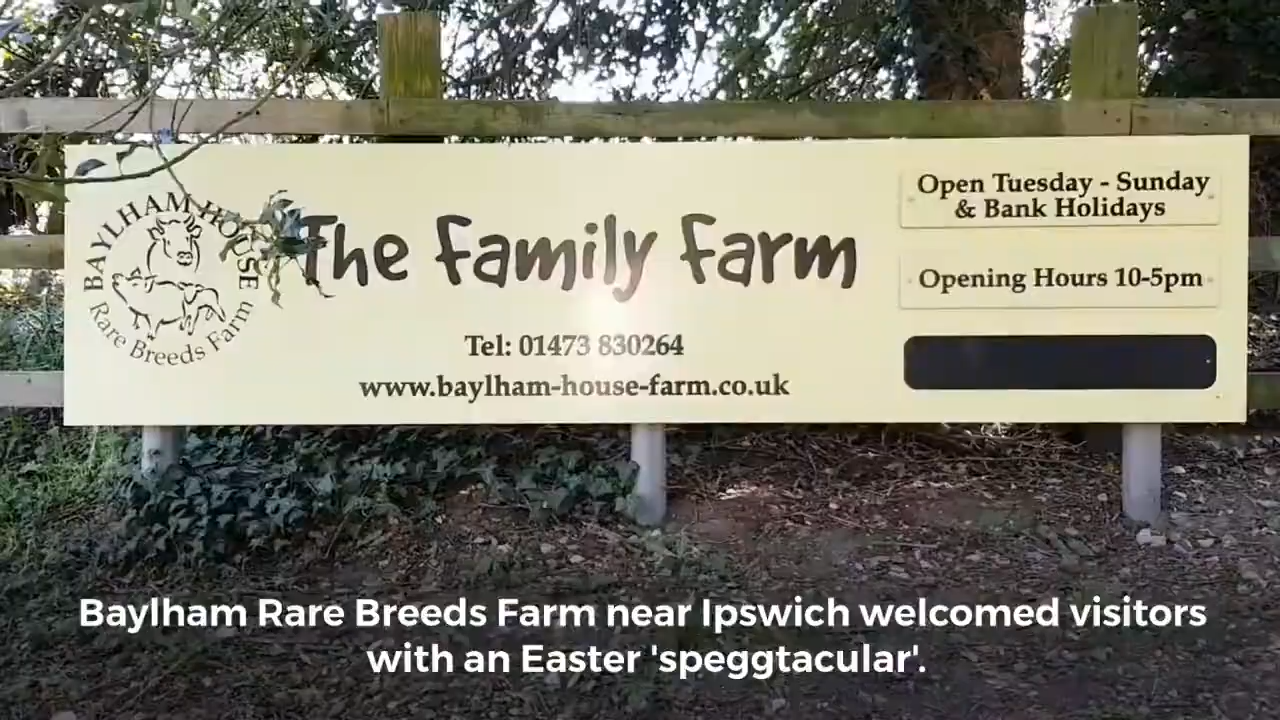 BAYLHAM HOUSE
Rare Breeds Farm
The Family Farm
Tel: 01473 830264
www.baylham-house-farm.co.uk
Open Tuesday - Sunday
& Bank Holidays
Opening Hours 10-5pm
Baylham Rare Breeds Farm near Ipswich welcomed visitors
with an Easter 'speggtacular'.